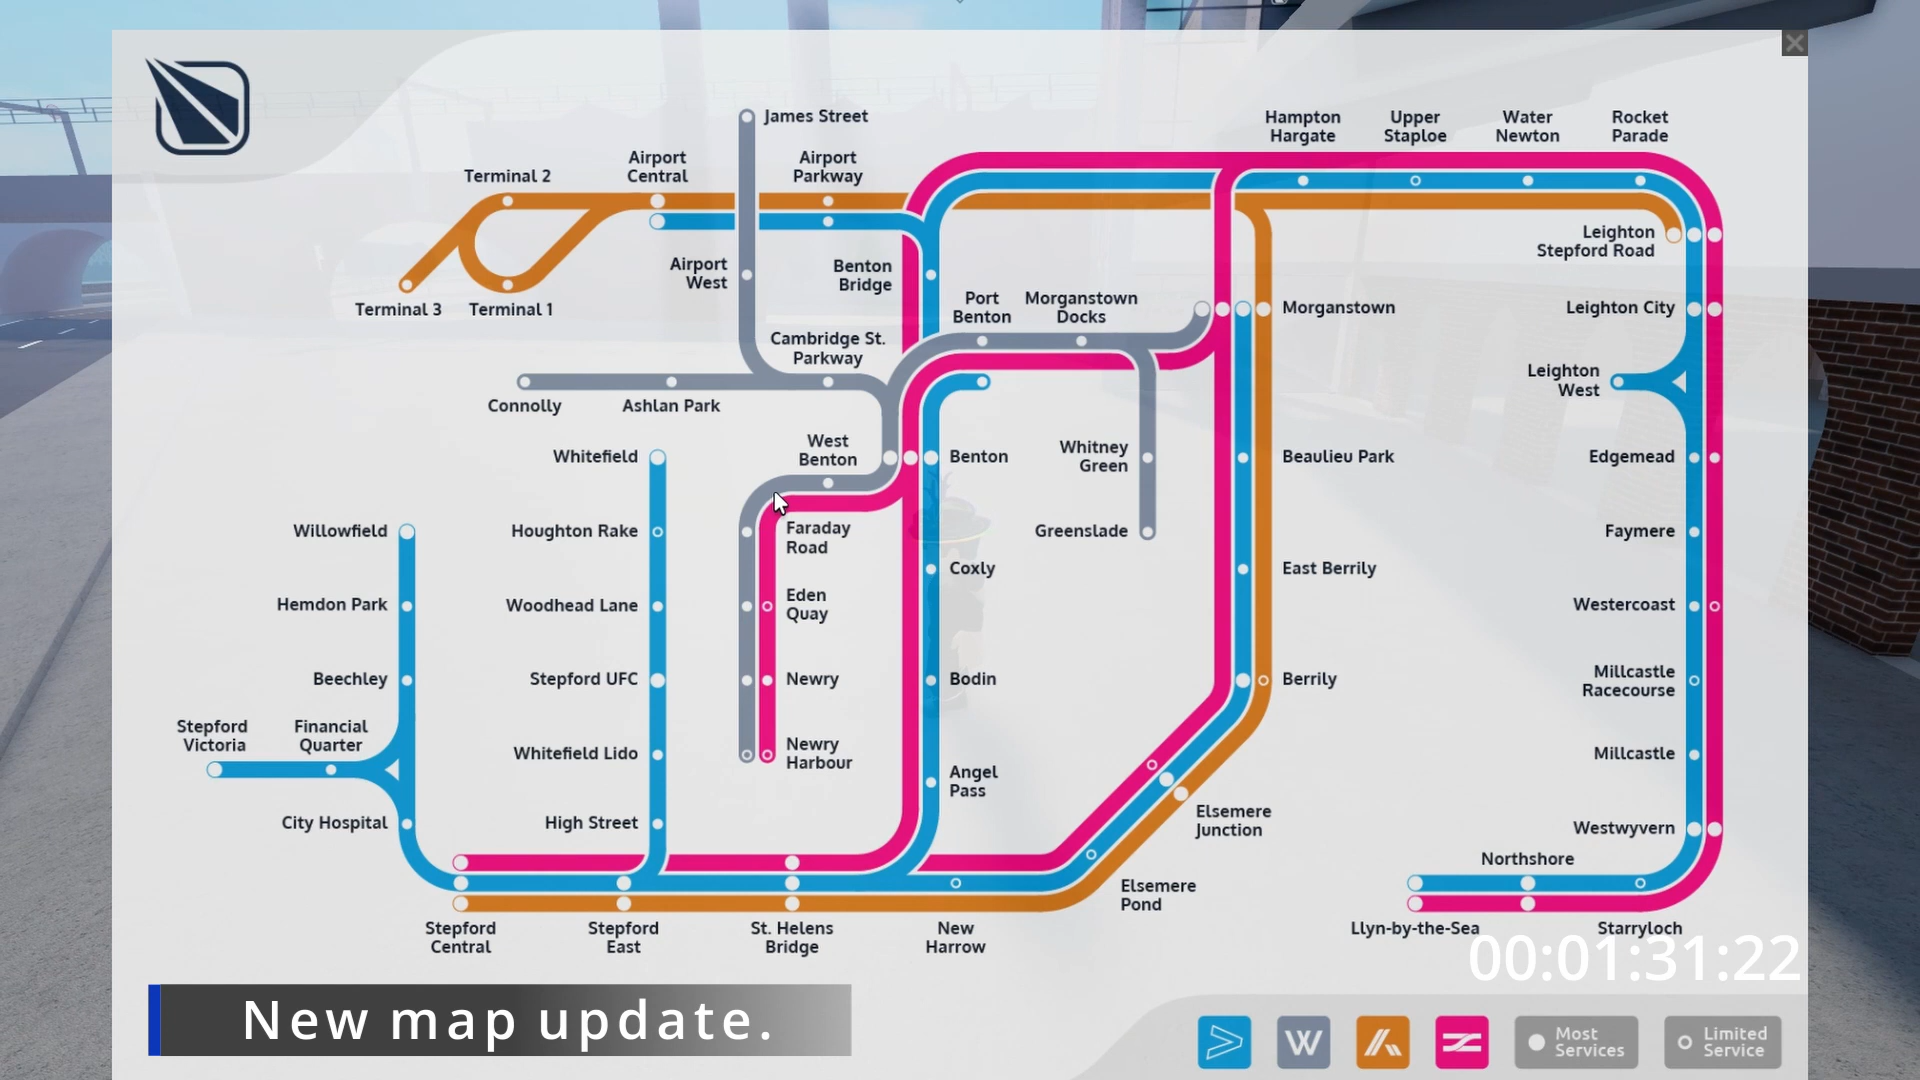 James Street
Hampton
Hargate
Upper
Staploe
Water
Newton
Rocket
Parade
Airport
Central
Airport
Parkway
Terminal 2
Leighton
Stepford Road
Airport
West
Benton
Bridge
Terminal 3
Terminal 1
Port
Benton
Morganstown
Docks
Morganstown
Leighton City
Cambridge St.
Parkway
Leighton
West
Connolly
Ashlan Park
West
Benton
Whitefield
Benton
Whitney
Green
Beaulieu Park
Edgemead
Willowfield
Houghton Rake
Faraday
Road
Greenslade
Faymere
Coxly
East Berrily
Hemdon Park
Woodhead Lane
Eden
Quay
Westercoast
Beechley
Stepford UFC
Newry
Bodin
Berrily
Millcastle
Racecourse
Stepford
Victoria
Financial
Quarter
Whitefield Lido
Newry
Harbour
Millcastle
Angel
Pass
City Hospital
High Street
Elsemere
Junction
Westwyvern
Northshore
Elsemere
Pond
Stepford
Central
Stepford
East
St. Helens
Bridge
New
Harrow
Llyn-by-the-Sea
Starryloch
00:01:31:22
New map update.
W
Most
Services
Limited
Service